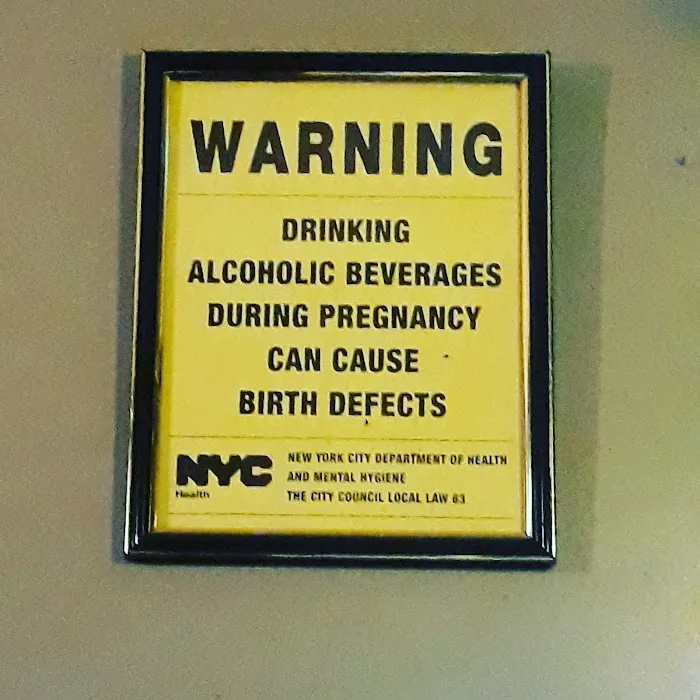 WARNING
DRINKING
ALCOHOLIC BEVERAGES
DURING PREGNANCY
CAN CAUSE
BIRTH DEFECTS
NYC
Health
NEW YORK CITY DEPARTMENT OF HEALTH
AND MENTAL HYGIENE
THE CITY COUNCIL LOCAL LAW 63